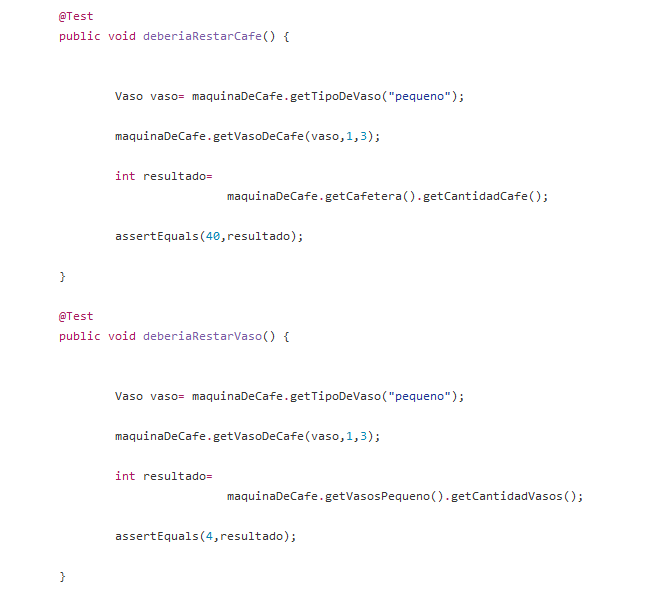 @Test
public void deberiaRestarCafe() {
Vaso vaso= maquinaDeCafe.getTipoDeVaso("pequeno");
maquinaDeCafe.getVasoDeCafe(vaso,1,3);
int resultado=
maquinaDeCafe.getCafetera().getCantidadCafe();
assertEquals(40,resultado);
}
@Test
public void deberiaRestarVaso() {
Vaso vaso= maquinaDeCafe.getTipoDeVaso("pequeno");
maquinaDeCafe.getVasoDeCafe(vaso,1,3);
int resultado=
maquinaDeCafe.getVasosPequeno().getCantidadVasos();
assertEquals(4,resultado);
}